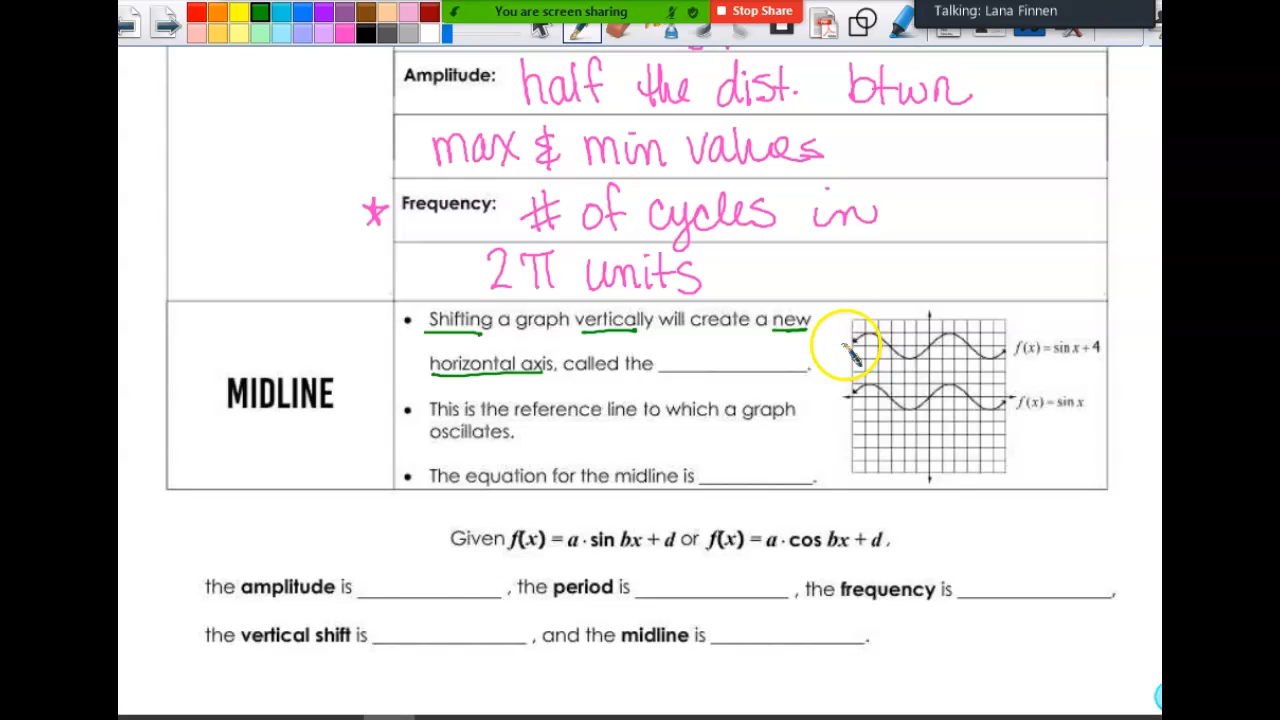 You are screen sharing
Stop Share
Talking: Lana Finnen
Amplitude: half the dist. btwn
max & min values
* Frequency: # of cycles in
2π units
MIDLINE
• Shifting a graph vertically will create a new
horizontal axis, called the ____________.
• This is the reference line to which a graph
oscillates.
• The equation for the midline is __________.
f(x) = sin x + 4
f(x) = sin x
Given f(x) = a · sin bx + d or f(x) = a · cos bx + d,
the amplitude is ____________, the period is ____________, the frequency is ____________,
the vertical shift is ____________, and the midline is ____________.